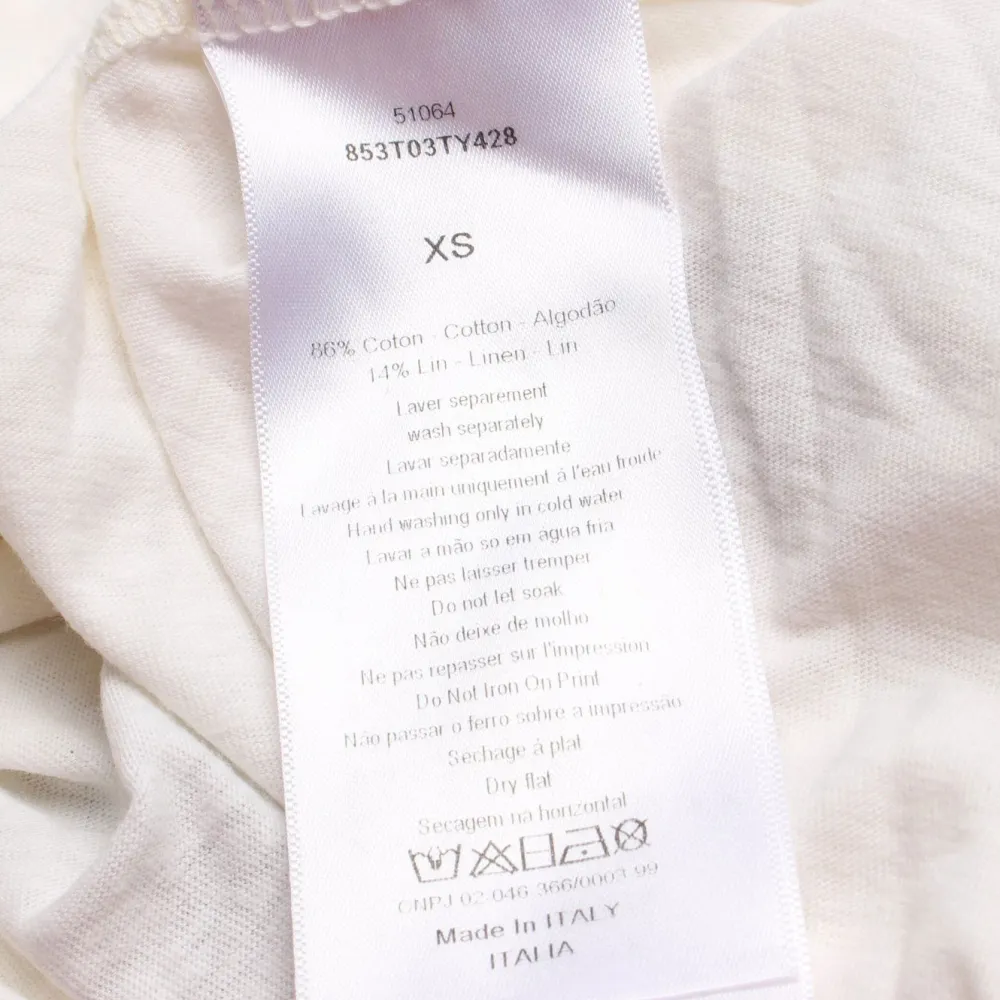 51064
853T03TY428
XS
86% Coton - Cotton - Algodão
14% Lin - Linen - Lin
Laver separement
wash separately
Lavar separadamente
Lavage à la main uniquement à l'eau froide
Hand washing only in cold water
Lavar a mão so em água fria
Ne pas laisser tremper
Do not let soak
Não deixe de molho
Ne pas repasser sur l'impression
Do Not Iron On Print
Não passar o ferro sobre a impressão
Sechage à plat
Dry flat
Secagem na horizontal
CNPJ 02 046 366/0003 99
Made In ITALY
ITALIA